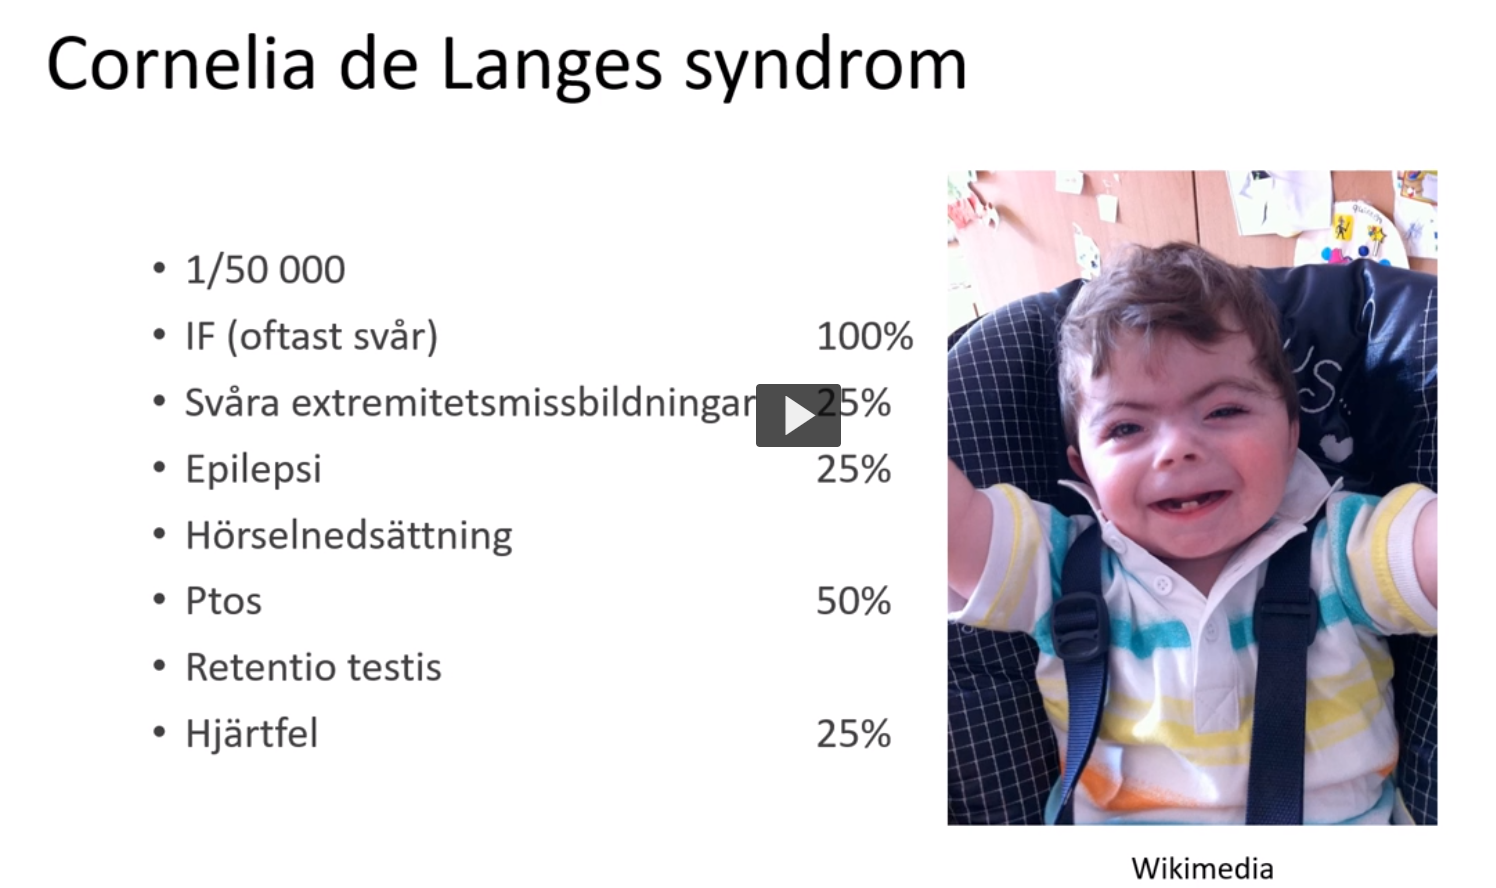 Cornelia de Langes syndrom
• 1/50 000
• IF (oftast svår) 100%
• Svåra extremitetsmissbildningar 25%
• Epilepsi 25%
• Hörselnedsättning
• Ptos 50%
• Retentio testis
• Hjärtfel 25%
US
Wikimedia